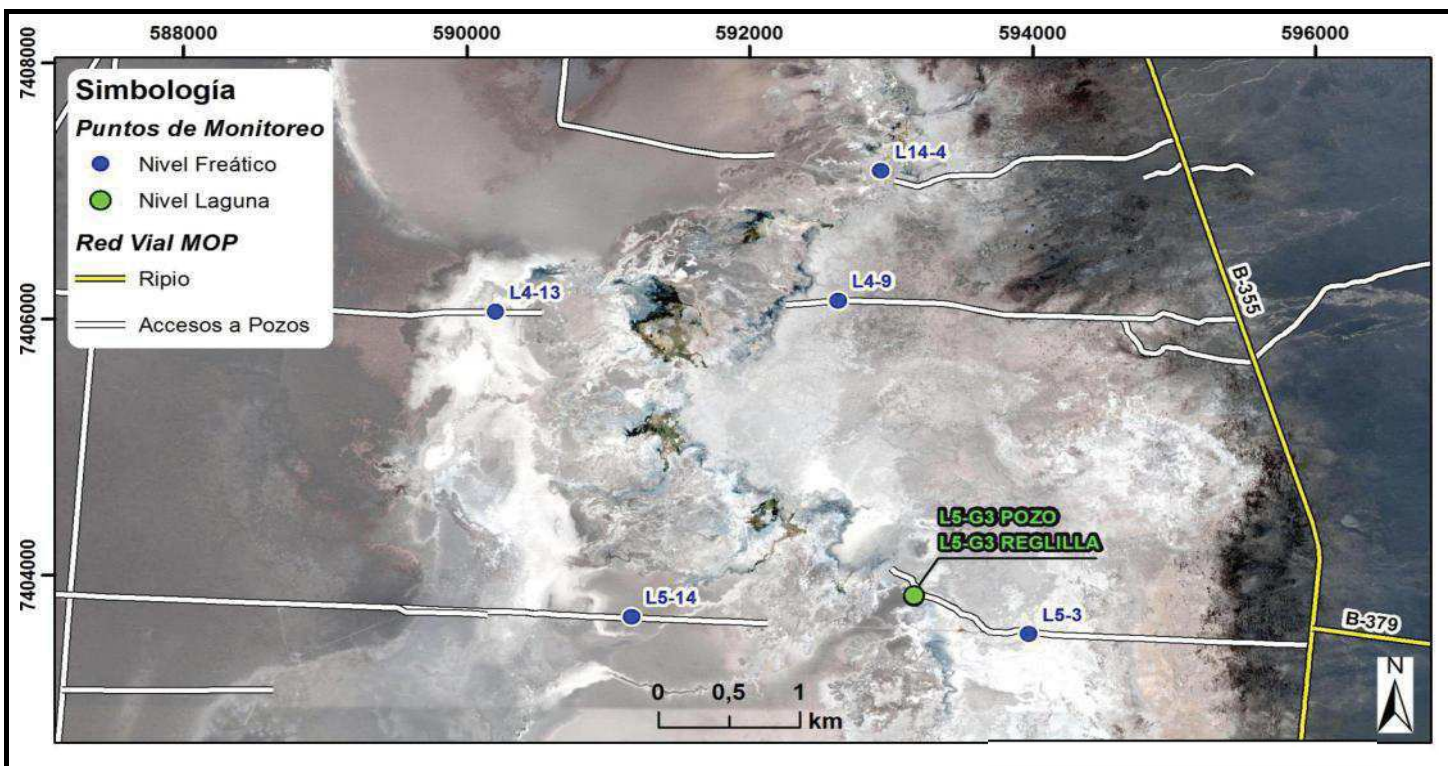 588000
590000
592000
594000
596000
7408000
7406000
7404000
Simbología
Puntos de Monitoreo
Nivel Freático
Nivel Laguna
Red Vial MOP
Ripio
Accesos a Pozos
L14-4
L4-13
L4-9
B-355
L5-G3 POZO
L5-G3 REGLILLA
L5-14
L5-3
B-379
0 0,5 1
km
N